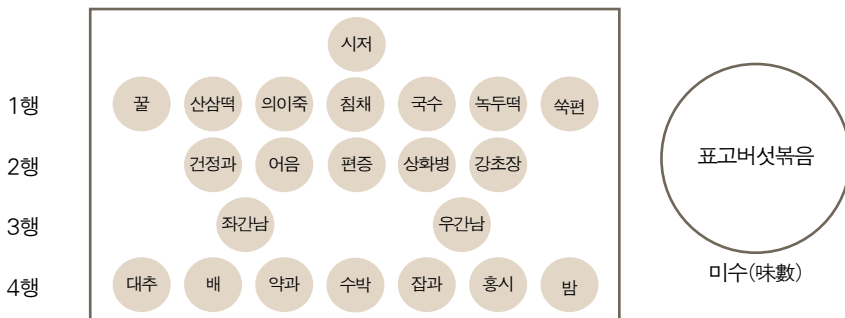 시저
1행 꿀 산삼떡 의이죽 침채 국수 녹두떡 쑥편
2행 건정과 어음 편증 상화병 강초장
표고버섯볶음
3행 좌간남 우간남
미수(味數)
4행 대추 배 약과 수박 잡과 홍시 밤